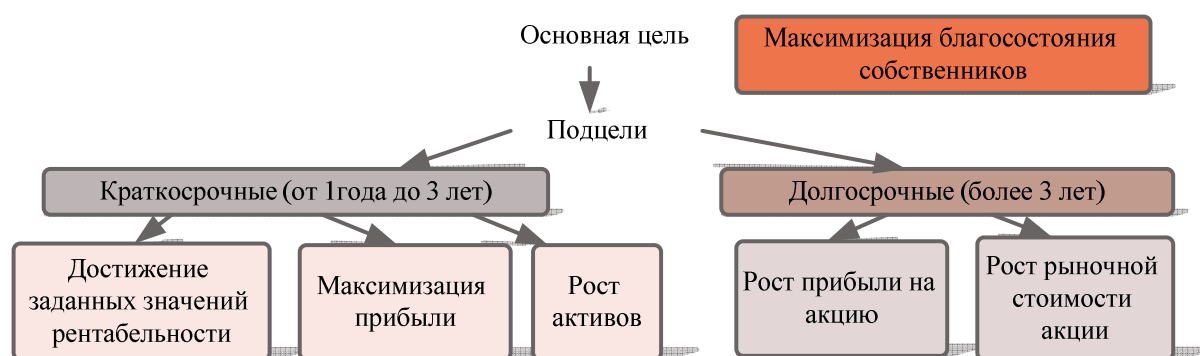 Основная цель
Максимизация благосостояния
собственников
Подцели
Краткосрочные (от 1года до 3 лет)
Долгосрочные (более 3 лет)
Достижение
заданных значений
рентабельности
Максимизация
прибыли
Рост
активов
Рост прибыли на
акцию
Рост рыночной
стоимости
акции